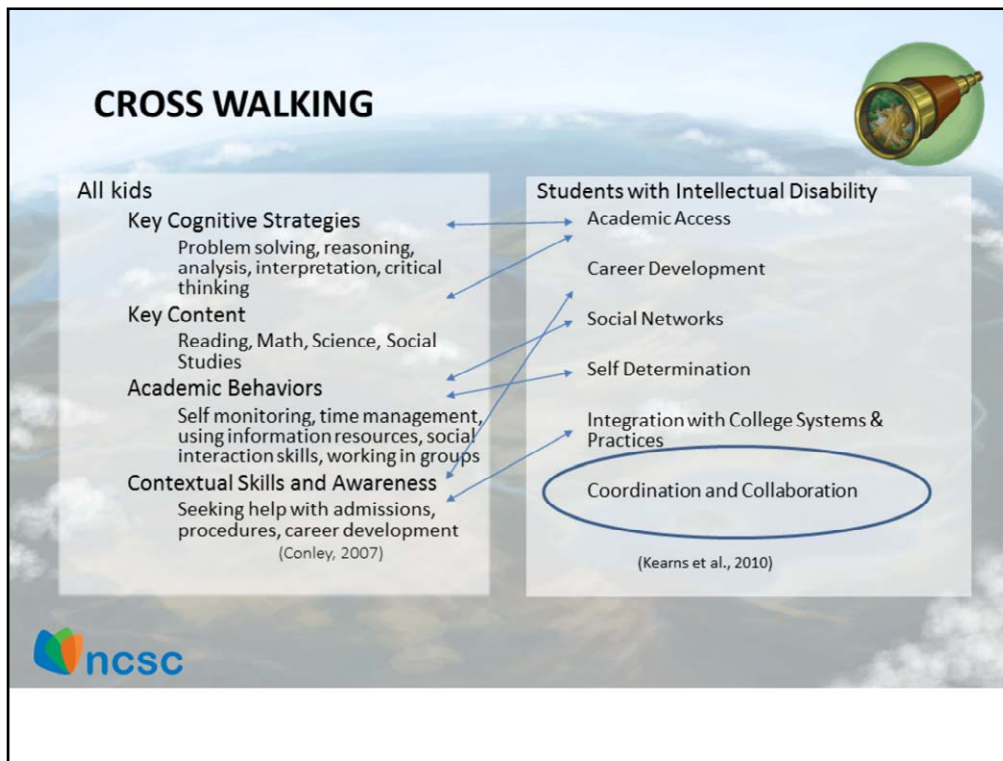 CROSS WALKING
All kids
Key Cognitive Strategies
Problem solving, reasoning,
analysis, interpretation, critical
thinking
Key Content
Reading, Math, Science, Social
Studies
Academic Behaviors
Self monitoring, time management,
using information resources, social
interaction skills, working in groups
Contextual Skills and Awareness
Seeking help with admissions,
procedures, career development
(Conley, 2007)
Students with Intellectual Disability
Academic Access
Career Development
Social Networks
Self Determination
Integration with College Systems &
Practices
Coordination and Collaboration
(Kearns et al., 2010)
ncsc